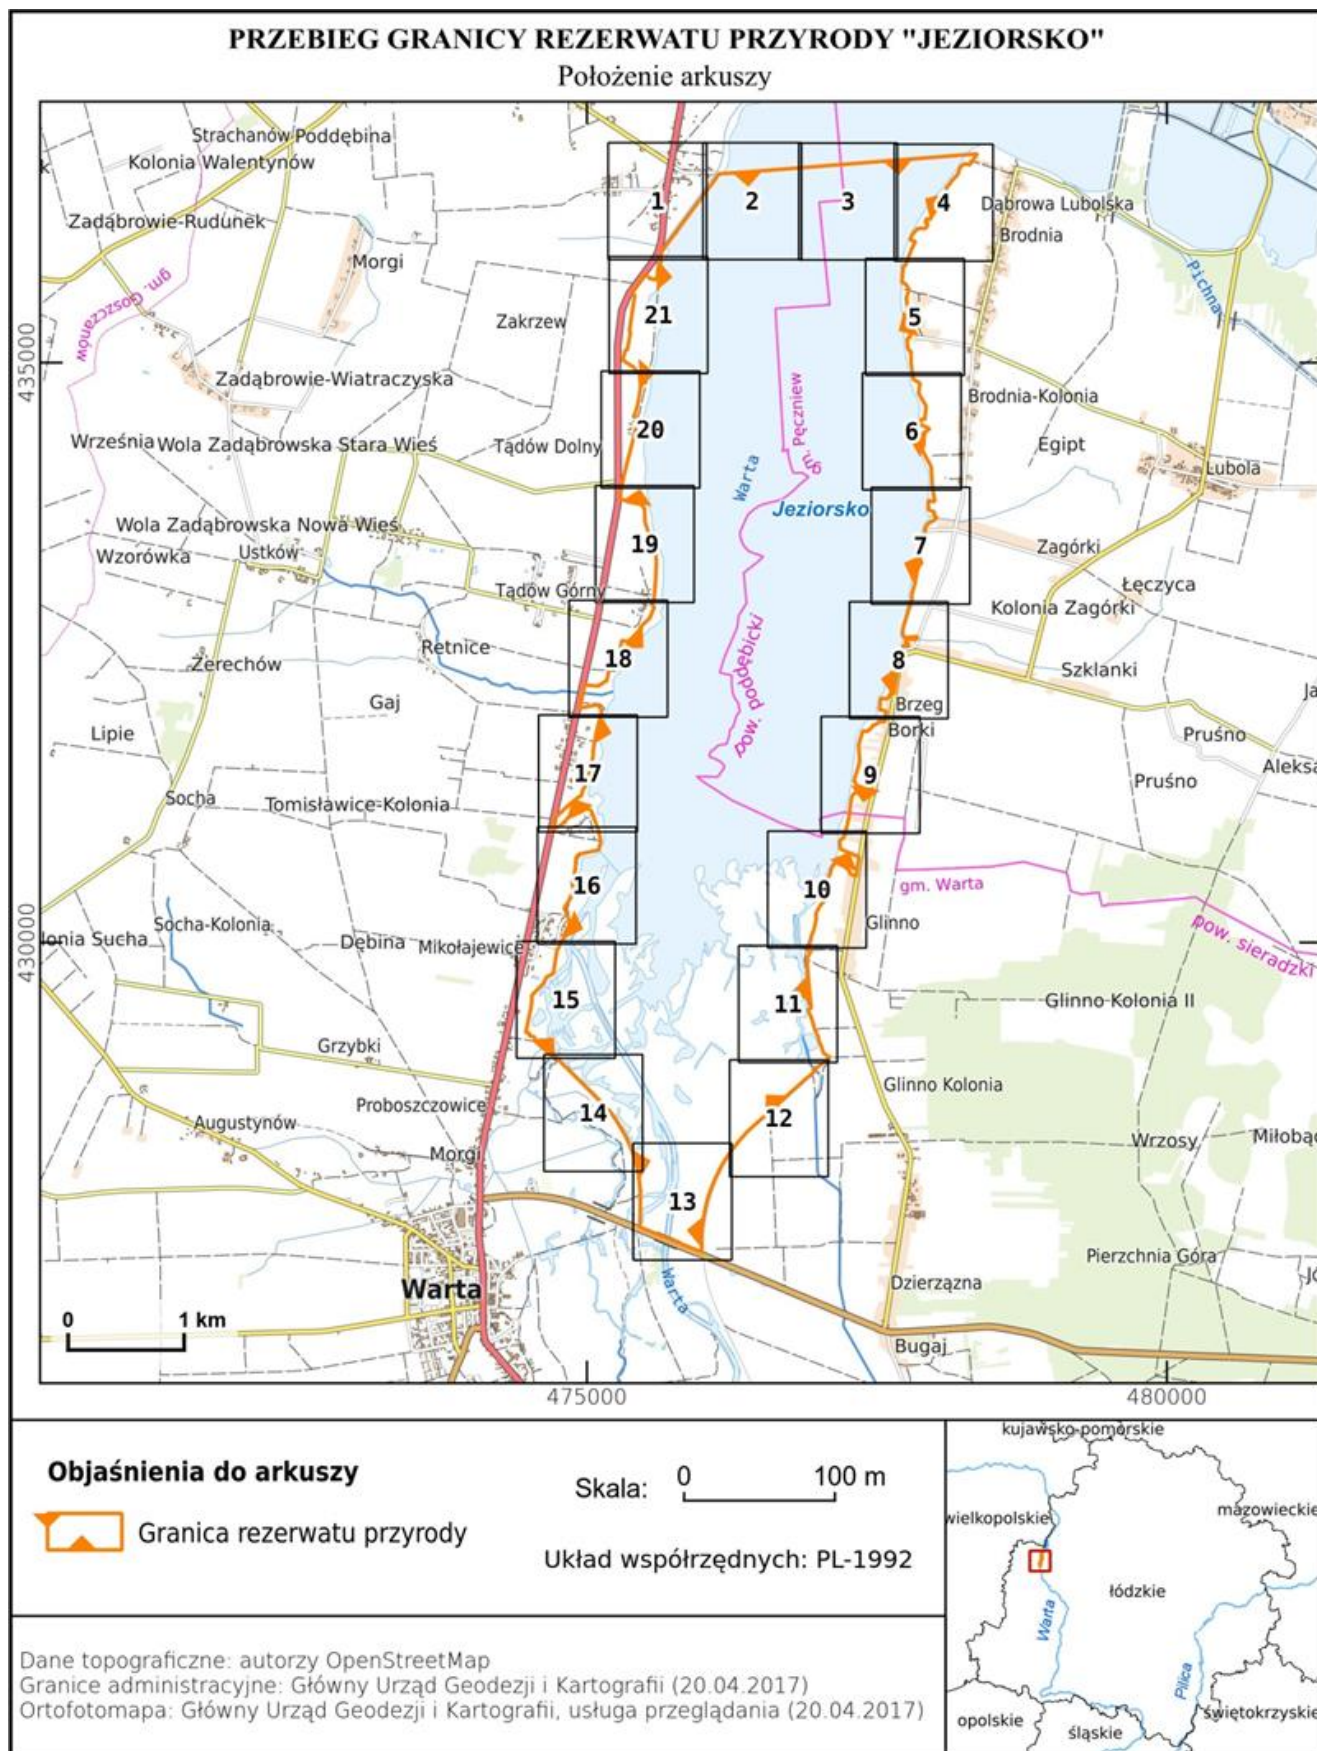 PRZEBIEG GRANICY REZERWATU PRZYRODY "JEZIORSKO"
Położenie arkuszy
Strachanów Poddębina
Kolonia Walentynów
k
Zadąbrowie-Rudunek
Morgi
gm. Goszczanów
Zakrzew
Zadąbrowie-Wiatraczyska
Września
Wola Zadąbrowska Stara Wieś
Tądów Dolny
Wola Zadąbrowska Nowa Wieś
Wzorówka
Ustków
Tądów Górny
Retnice
Żerechów
Gaj
Lipie
Socha
Tomisławice-Kolonia
Socha-Kolonia
lonia Sucha
Dębina
Mikołajewice
Grzybki
Proboszczowice
Augustynów
Morgi
Warta
1
2
3
4
5
6
7
8
9
10
11
12
13
14
15
16
17
18
19
20
21
Dąbrowa Lubolska
Brodnia
Pichna
Brodnia-Kolonia
Egipt
Lubola
gm. Pęczniew
Warta
Jeziorsko
pow. poddębicki
Zagórki
Łęczyca
Kolonia Zagórki
Szklanki
Ja
Brzeg
Borki
Pruśno
Aleksa
Pruśno
gm. Warta
Glinno
pow. sieradzki
Glinno Kolonia II
Glinno Kolonia
Wrzosy
Miłobąd
Pierzchnia Góra
Jó
Dzierzązna
Warta
Bugaj
435000
430000
475000
480000
0 1 km
Objaśnienia do arkuszy
Granica rezerwatu przyrody
Skala: 0 100 m
Układ współrzędnych: PL-1992
Dane topograficzne: autorzy OpenStreetMap
Granice administracyjne: Główny Urząd Geodezji i Kartografii (20.04.2017)
Ortofotomapa: Główny Urząd Geodezji i Kartografii, usługa przeglądania (20.04.2017)
kujawsko-pomorskie
wielkopolskie
mazowieckie
łódzkie
Warta
Pilica
opolskie
śląskie
świętokrzyskie